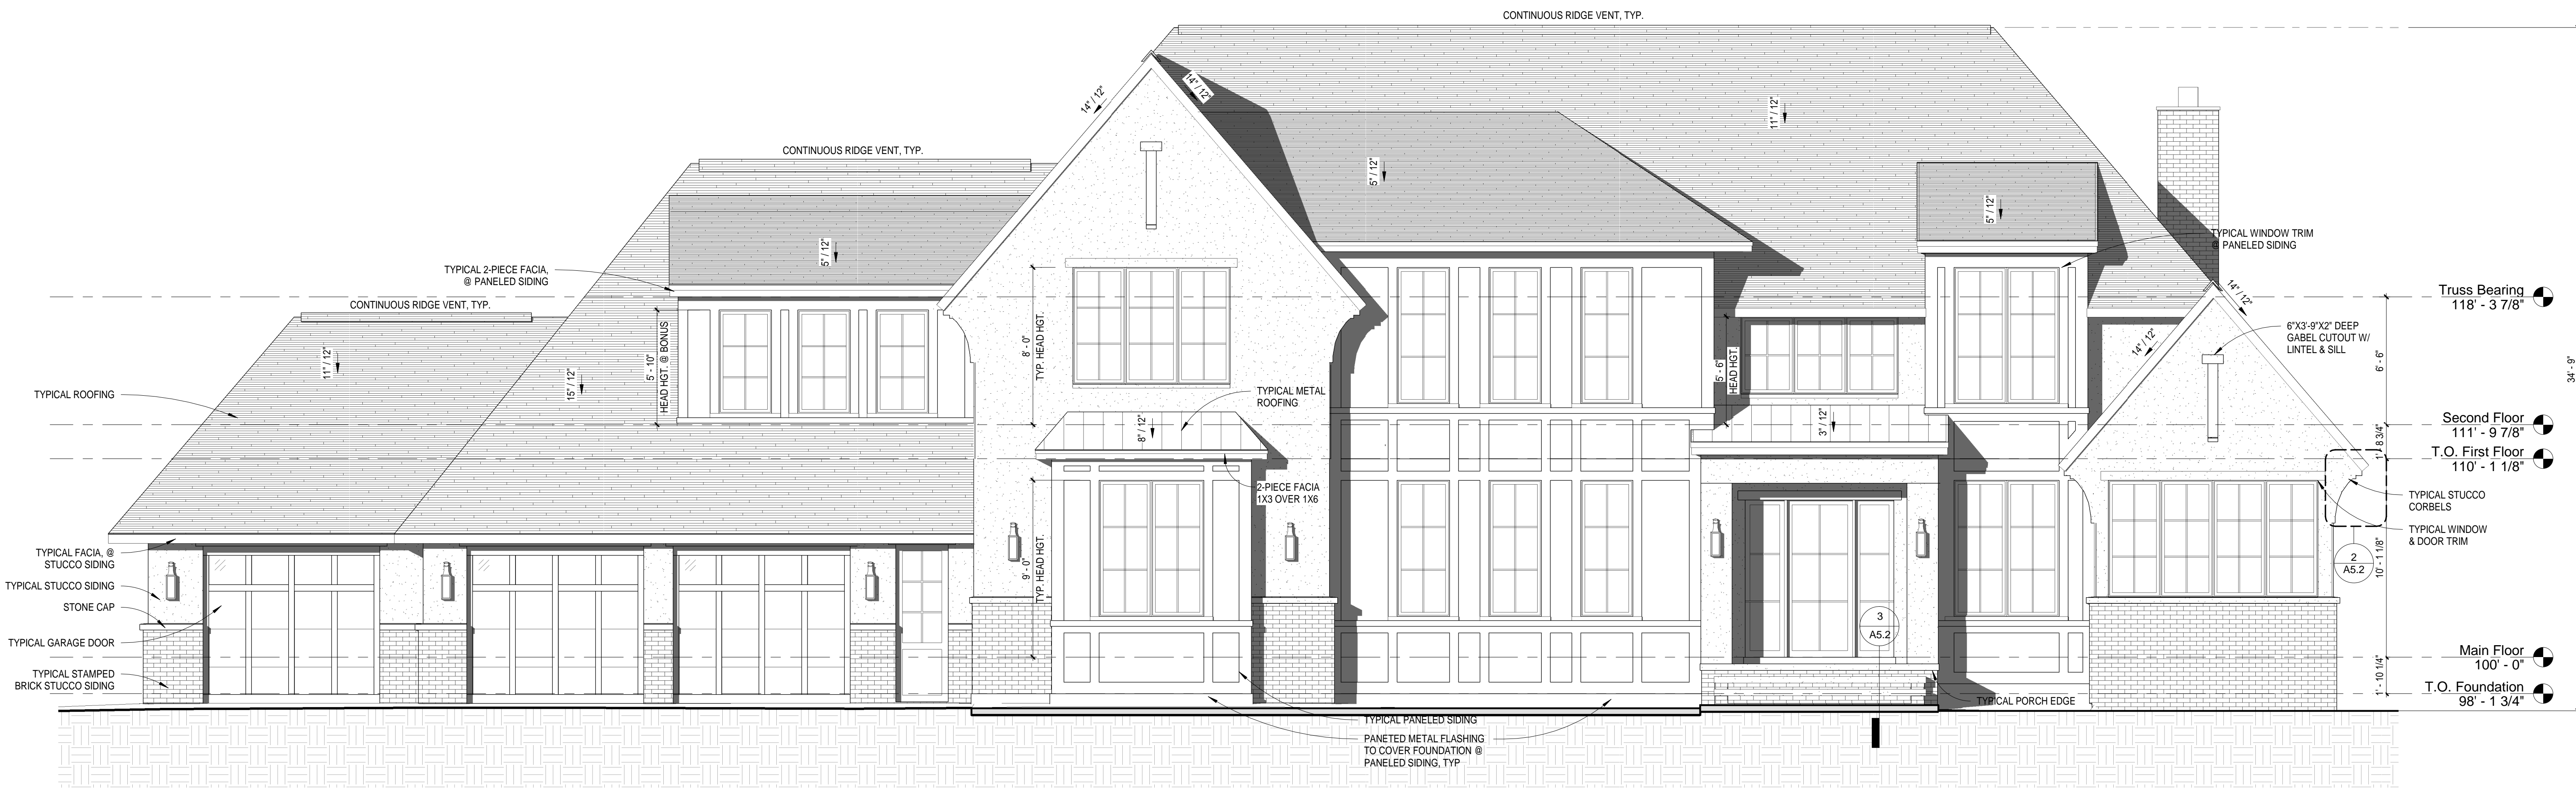 CONTINUOUS RIDGE VENT, TYP.
14" / 12"
14" / 12"
11" / 12"
CONTINUOUS RIDGE VENT, TYP.
5" / 12"
5" / 12"
5" / 12"
TYPICAL WINDOW TRIM
@ PANELED SIDING
TYPICAL 2-PIECE FACIA,
@ PANELED SIDING
CONTINUOUS RIDGE VENT, TYP.
14" / 12"
14" / 12"
Truss Bearing
118' - 3 7/8"
6"X3'-9"X2" DEEP
GABEL CUTOUT W/
LINTEL & SILL
6' - 6"
34' - 9"
11" / 12"
15" / 12"
5' - 10"
HEAD HGT. @ BONUS
8' - 0"
TYP. HEAD HGT.
5' - 6"
HEAD HGT.
TYPICAL ROOFING
TYPICAL METAL
ROOFING
8" / 12"
3" / 12"
Second Floor
111' - 9 7/8"
1' 8 3/4"
T.O. First Floor
110' - 1 1/8"
2-PIECE FACIA
1X3 OVER 1X6
TYPICAL STUCCO
CORBELS
TYPICAL WINDOW
& DOOR TRIM
TYPICAL FACIA, @
STUCCO SIDING
2
A5.2
10' - 1 1/8"
9' - 0"
TYP. HEAD HGT.
TYPICAL STUCCO SIDING
STONE CAP
TYPICAL GARAGE DOOR
3
A5.2
TYPICAL STAMPED
BRICK STUCCO SIDING
Main Floor
100' - 0"
1' - 10 1/4"
T.O. Foundation
98' - 1 3/4"
TYPICAL PORCH EDGE
TYPICAL PANELED SIDING
PANETED METAL FLASHING
TO COVER FOUNDATION @
PANELED SIDING, TYP